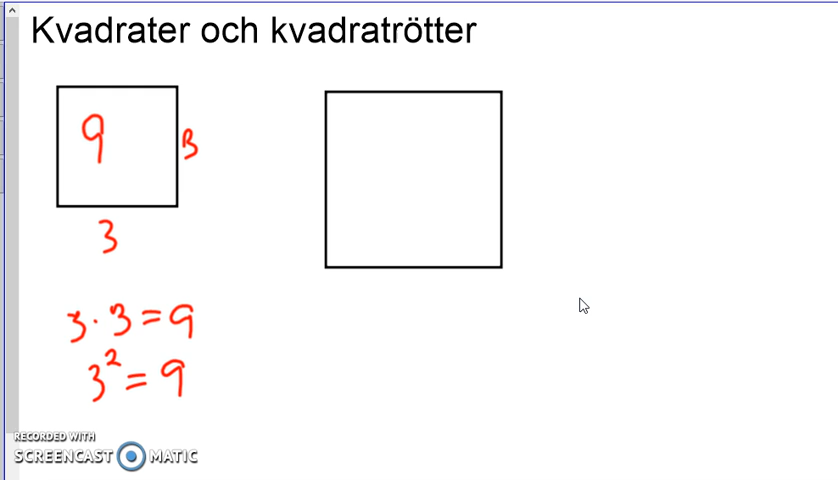 Kvadrater och kvadratrötter
9
3
3
3 · 3 = 9
3² = 9
RECORDED WITH
SCREENCAST MATIC